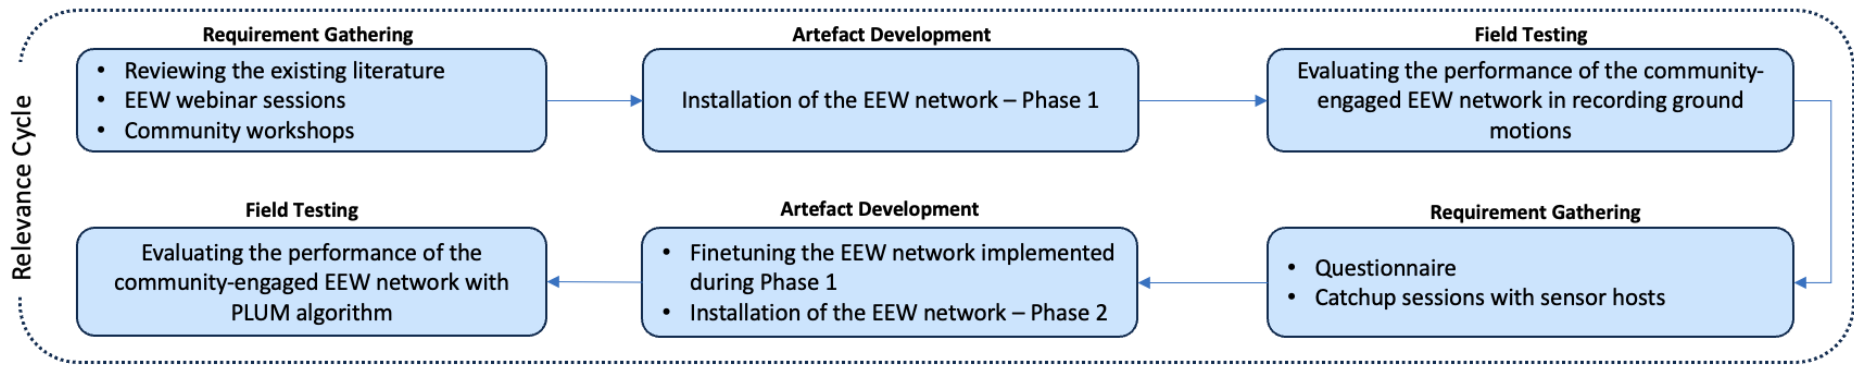 Relevance Cycle
Requirement Gathering
• Reviewing the existing literature
• EEW webinar sessions
• Community workshops
Artefact Development
Installation of the EEW network – Phase 1
Field Testing
Evaluating the performance of the community-
engaged EEW network in recording ground
motions
Requirement Gathering
• Questionnaire
• Catchup sessions with sensor hosts
Artefact Development
• Finetuning the EEW network implemented
during Phase 1
• Installation of the EEW network – Phase 2
Field Testing
Evaluating the performance of the
community-engaged EEW network with
PLUM algorithm